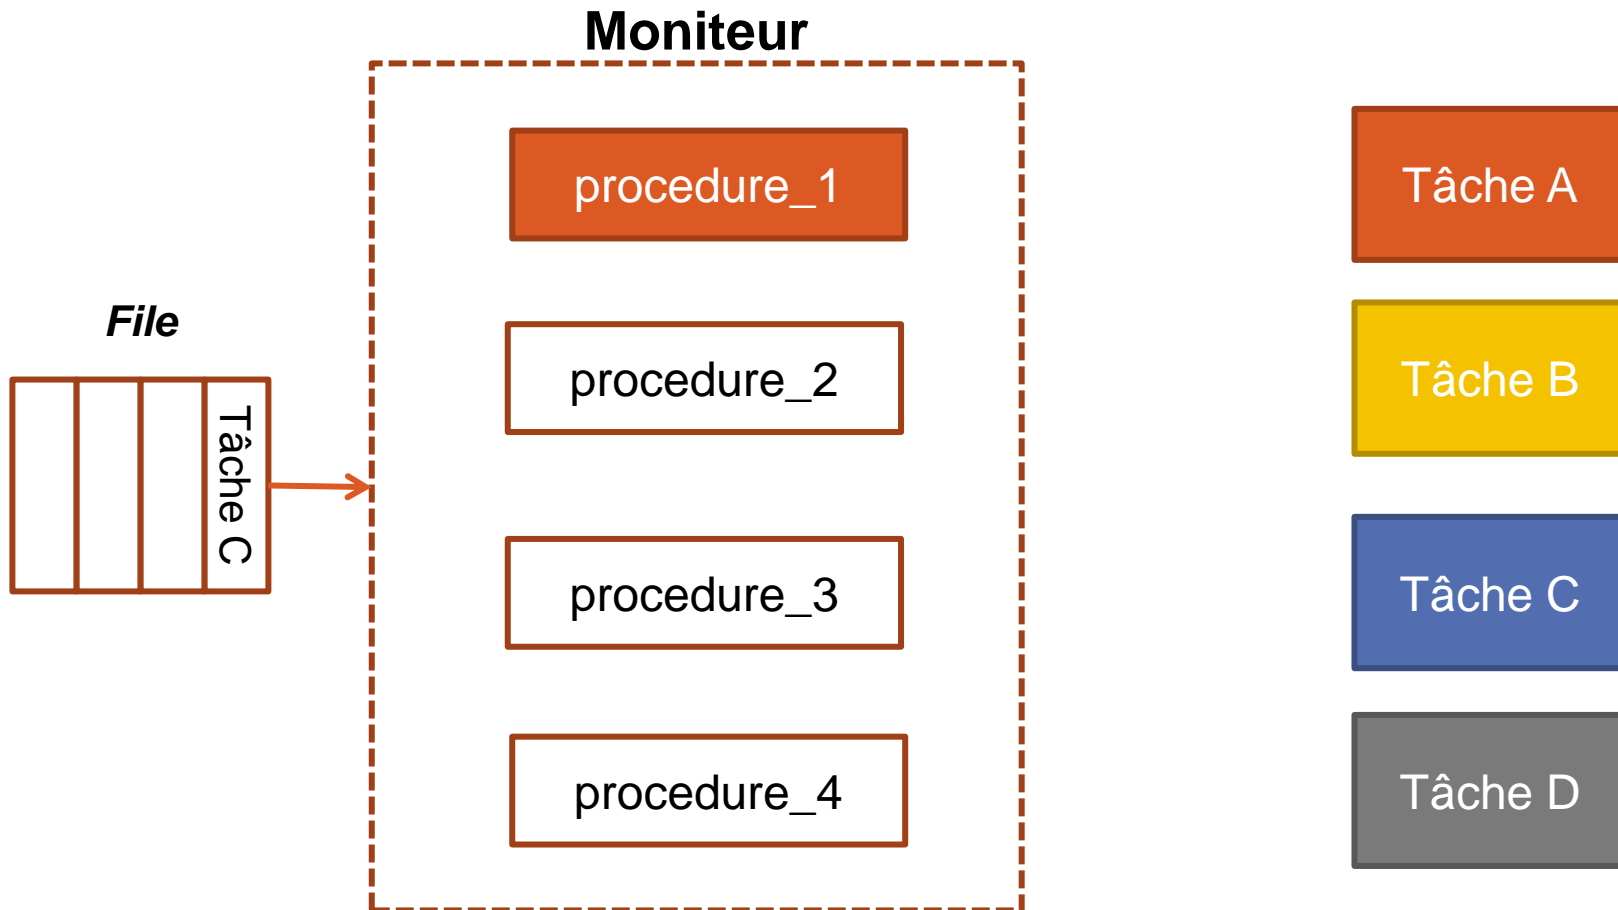 Moniteur
procedure_1
Tâche A
File
procedure_2
Tâche B
Tâche C
procedure_3
Tâche C
procedure_4
Tâche D